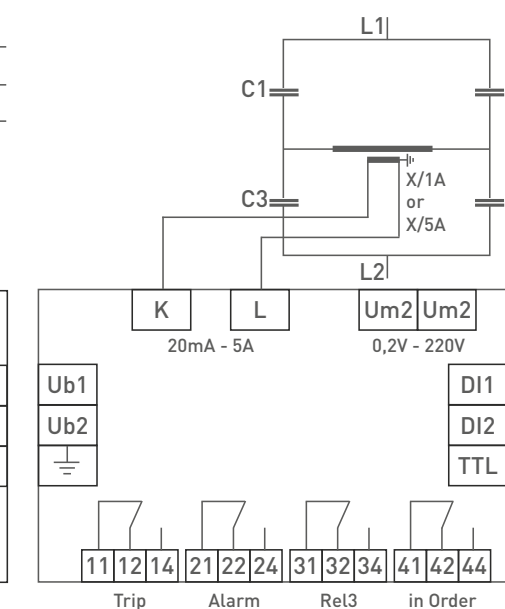 L1
C1
X/1A
C3
or
X/5A
L2
K L Um2 Um2
20mA - 5A 0,2V - 220V
Ub1 DI1
Ub2 DI2
TTL
11 12 14 21 22 24 31 32 34 41 42 44
Trip Alarm Rel3 in Order